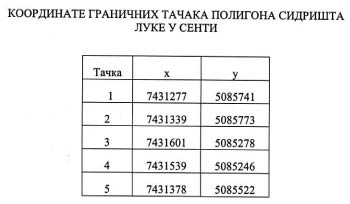 КООРДИНАТЕ ГРАНИЧНИХ ТАЧАКА ПОЛИГОНА СИДРИШТА
ЛУКЕ У СЕНТИ
Тачка x y
1 7431277 5085741
2 7431339 5085773
3 7431601 5085278
4 7431539 5085246
5 7431378 5085522